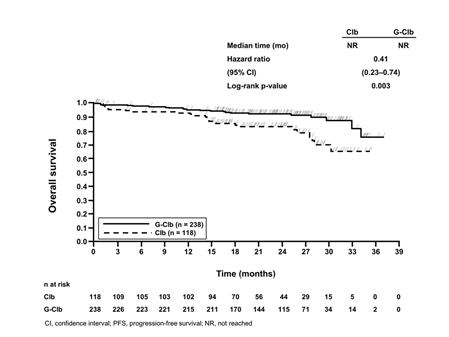 Clb G-Clb
Median time (mo) NR NR
Hazard ratio 0.41
(95% CI) (0.23–0.74)
Log-rank p-value 0.003
1.0
0.9
0.8
0.7
0.6
0.5
0.4
0.3
0.2
0.1
0.0
Overall survival
G-Clb (n = 238)
Clb (n = 118)
0 3 6 9 12 15 18 21 24 27 30 33 36 39
Time (months)
n at risk
Clb 118 109 105 103 102 94 70 56 44 29 15 5 0 0
G-Clb 238 226 223 221 215 211 170 144 115 71 34 14 2 0
CI, confidence interval; PFS, progression-free survival; NR, not reached